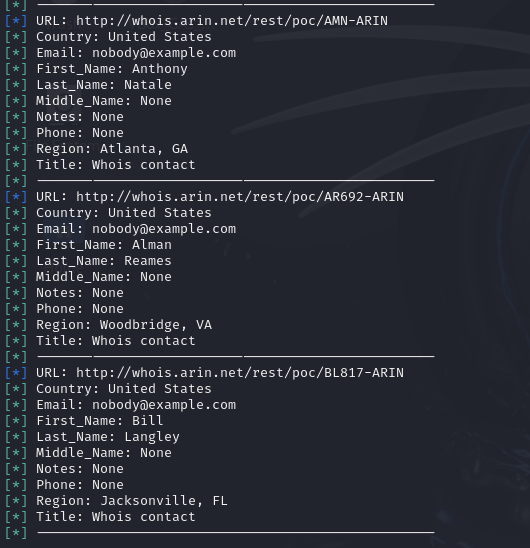 [*] ──────────────────────────────────────────────────
[*] URL: http://whois.arin.net/rest/poc/AMN-ARIN
[*] Country: United States
[*] Email: nobody@example.com
[*] First_Name: Anthony
[*] Last_Name: Natale
[*] Middle_Name: None
[*] Notes: None
[*] Phone: None
[*] Region: Atlanta, GA
[*] Title: Whois contact
[*] ──────────────────────────────────────────────────
[*] URL: http://whois.arin.net/rest/poc/AR692-ARIN
[*] Country: United States
[*] Email: nobody@example.com
[*] First_Name: Alman
[*] Last_Name: Reames
[*] Middle_Name: None
[*] Notes: None
[*] Phone: None
[*] Region: Woodbridge, VA
[*] Title: Whois contact
[*] ──────────────────────────────────────────────────
[*] URL: http://whois.arin.net/rest/poc/BL817-ARIN
[*] Country: United States
[*] Email: nobody@example.com
[*] First_Name: Bill
[*] Last_Name: Langley
[*] Middle_Name: None
[*] Notes: None
[*] Phone: None
[*] Region: Jacksonville, FL
[*] Title: Whois contact
[*] ──────────────────────────────────────────────────